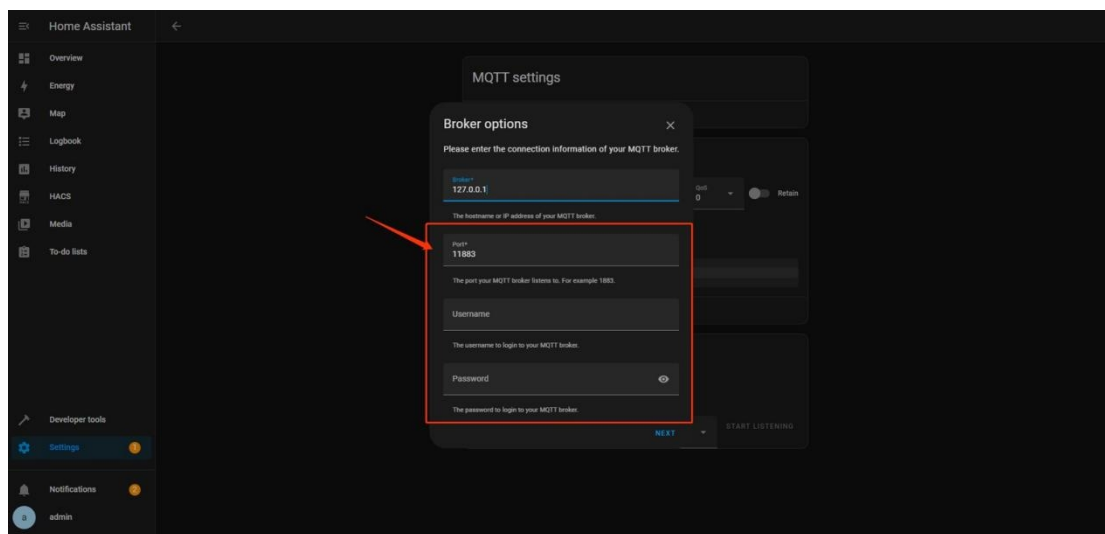 Home Assistant
Overview
Energy
Map
Logbook
History
HACS
Media
To-do lists
Developer tools
Settings 1
Notifications 2
a admin
MQTT settings
Broker options
Please enter the connection information of your MQTT broker.
Broker*
127.0.0.1
The hostname or IP address of your MQTT broker.
Port*
11883
The port your MQTT broker listens to. For example 1883.
Username
The username to login to your MQTT broker.
Password
The password to login to your MQTT broker.
NEXT
QoS
0
Retain
START LISTENING